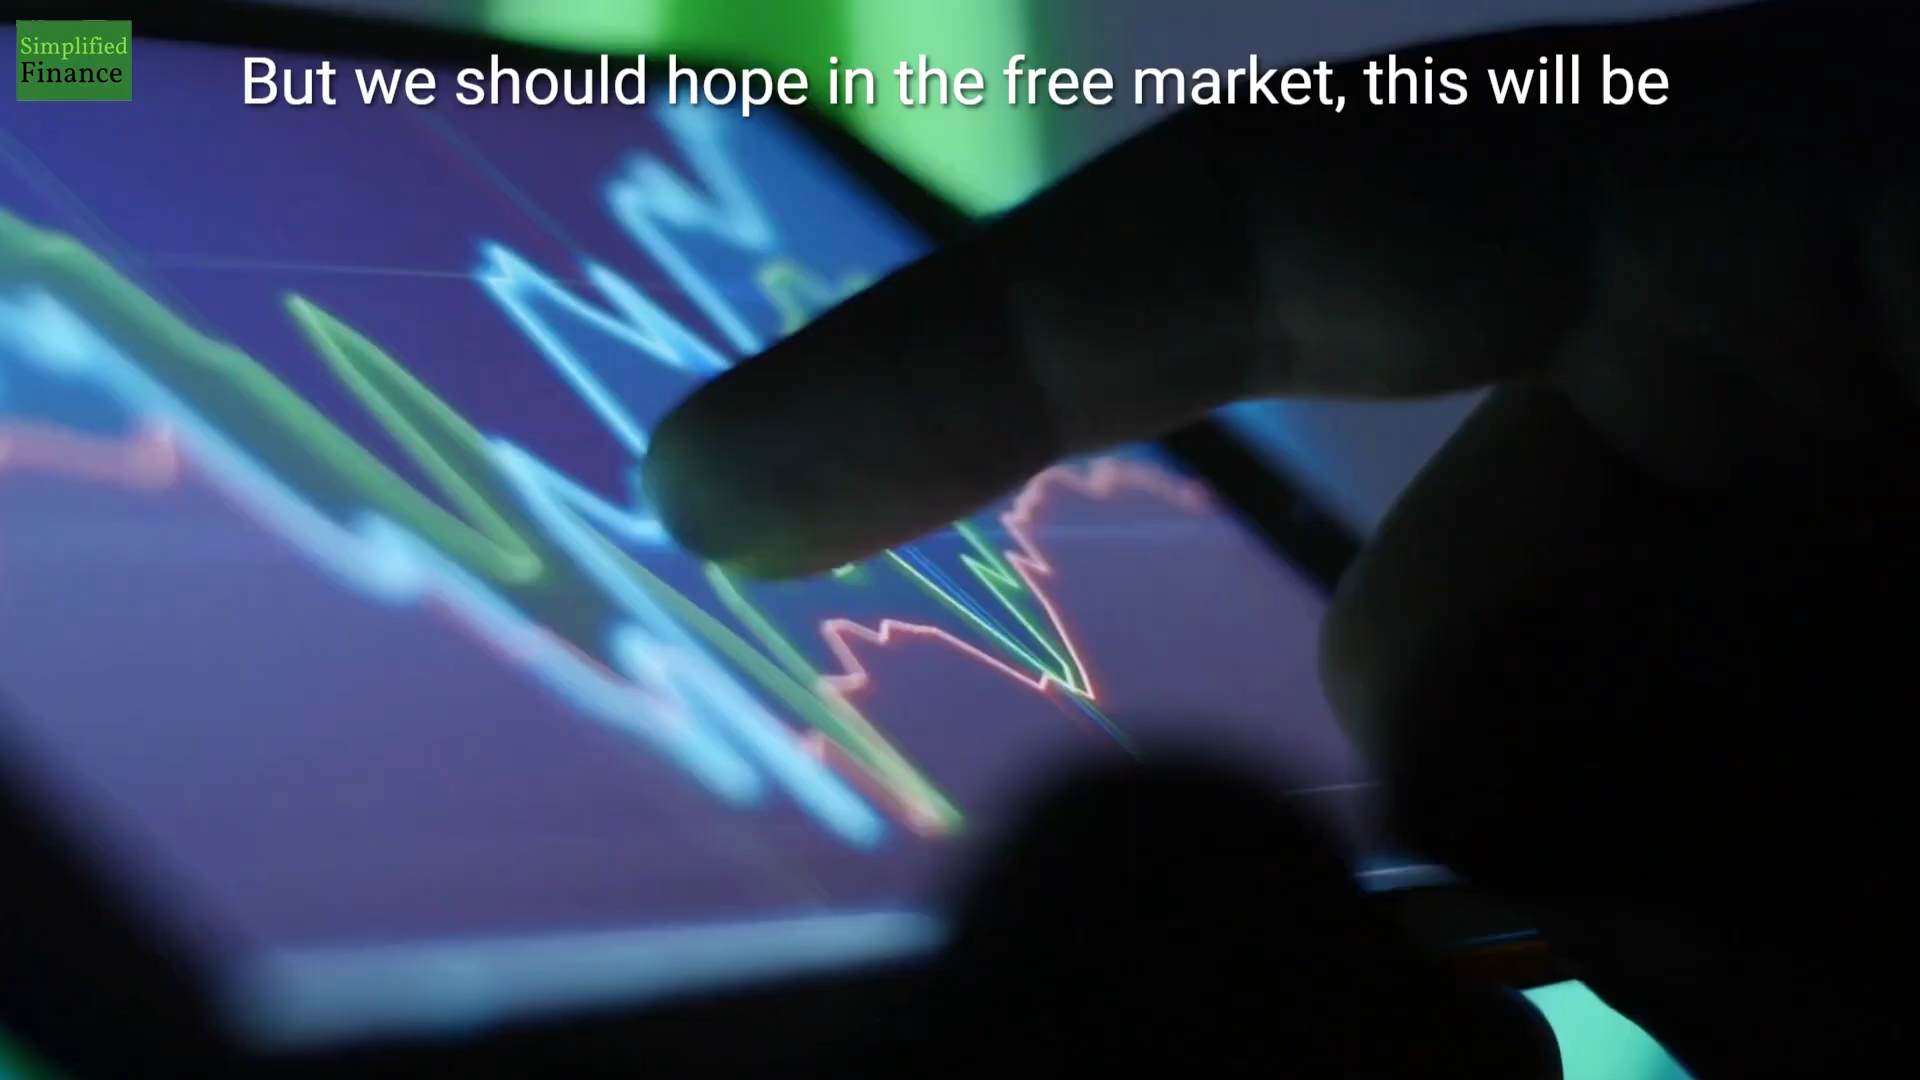 Simplified
Finance
But we should hope in the free market, this will be